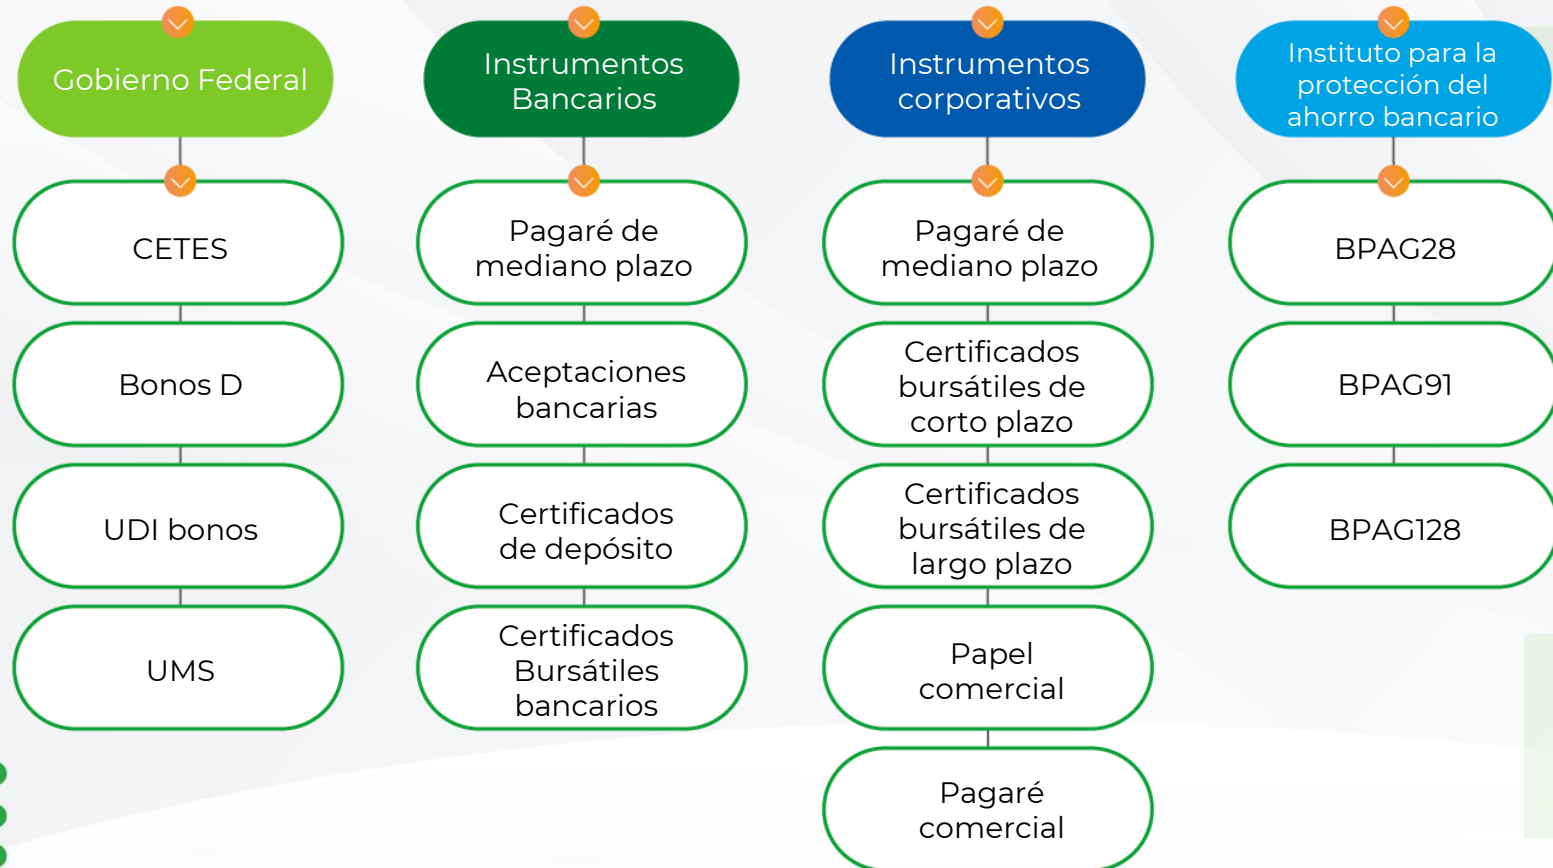 Gobierno Federal
CETES
Bonos D
UDI bonos
UMS
Instrumentos
Bancarios
Pagaré de
mediano plazo
Aceptaciones
bancarias
Certificados
de depósito
Certificados
Bursátiles
bancarios
Instrumentos
corporativos
Pagaré de
mediano plazo
Certificados
bursátiles de
corto plazo
Certificados
bursátiles de
largo plazo
Papel
comercial
Pagaré
comercial
Instituto para la
protección del
ahorro bancario
BPAG28
BPAG91
BPAG128